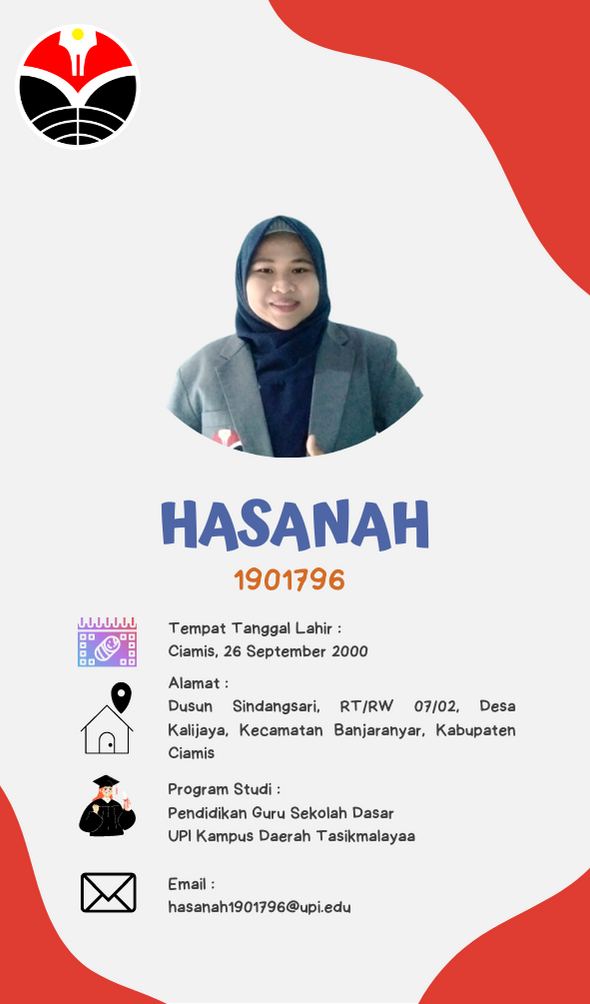 HASANAH
1901796
Tempat Tanggal Lahir :
Ciamis, 26 September 2000
Alamat :
Dusun Sindangsari, RT/RW 07/02, Desa
Kalijaya, Kecamatan Banjaranyar, Kabupaten
Ciamis
Program Studi :
Pendidikan Guru Sekolah Dasar
UPI Kampus Daerah Tasikmalayaa
Email :
hasanah1901796@upi.edu